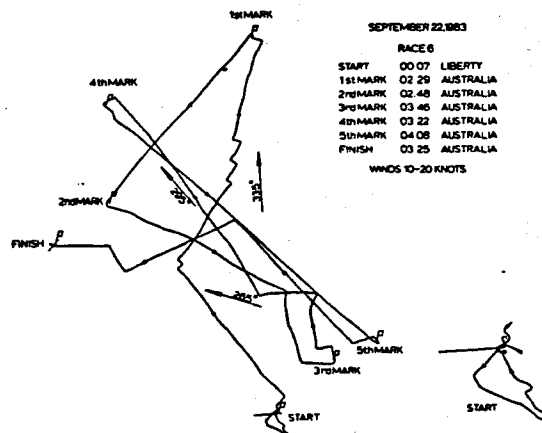 SEPTEMBER 22,1983
RACE 6
START 00 07 LIBERTY
1st MARK 02 29 AUSTRALIA
2nd MARK 02.48 AUSTRALIA
3rd MARK 03 46 AUSTRALIA
4th MARK 03 22 AUSTRALIA
5th MARK 04 08 AUSTRALIA
FINISH 03 25 AUSTRALIA
WINDS 10-20 KNOTS
1st MARK
4th MARK
335°
2nd MARK
FINISH
265°
5th MARK
3rd MARK
START
START